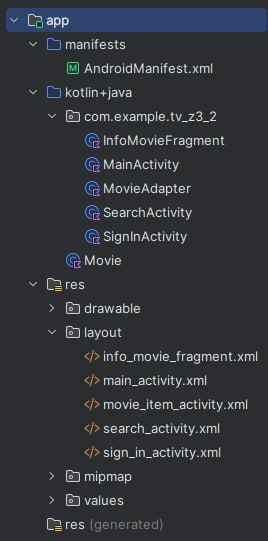 app
manifests
AndroidManifest.xml
kotlin+java
com.example.tv_z3_2
InfoMovieFragment
MainActivity
MovieAdapter
SearchActivity
SignInActivity
Movie
res
drawable
layout
info_movie_fragment.xml
main_activity.xml
movie_item_activity.xml
search_activity.xml
sign_in_activity.xml
mipmap
values
res (generated)